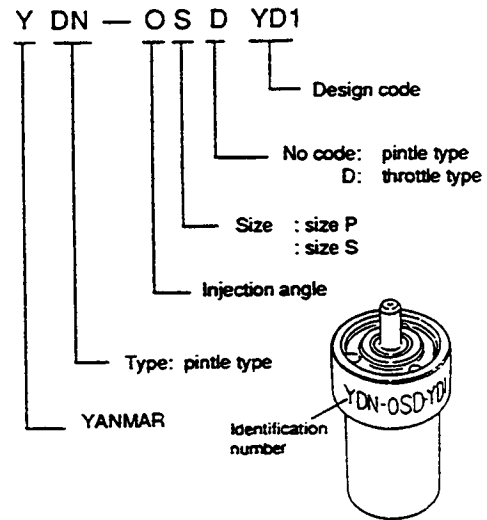 Y DN — O S D YD1
Design code
No code: pintle type
D: throttle type
Size : size P
: size S
Injection angle
Type: pintle type
YANMAR
YDN-OSD-YD1
Identification
number